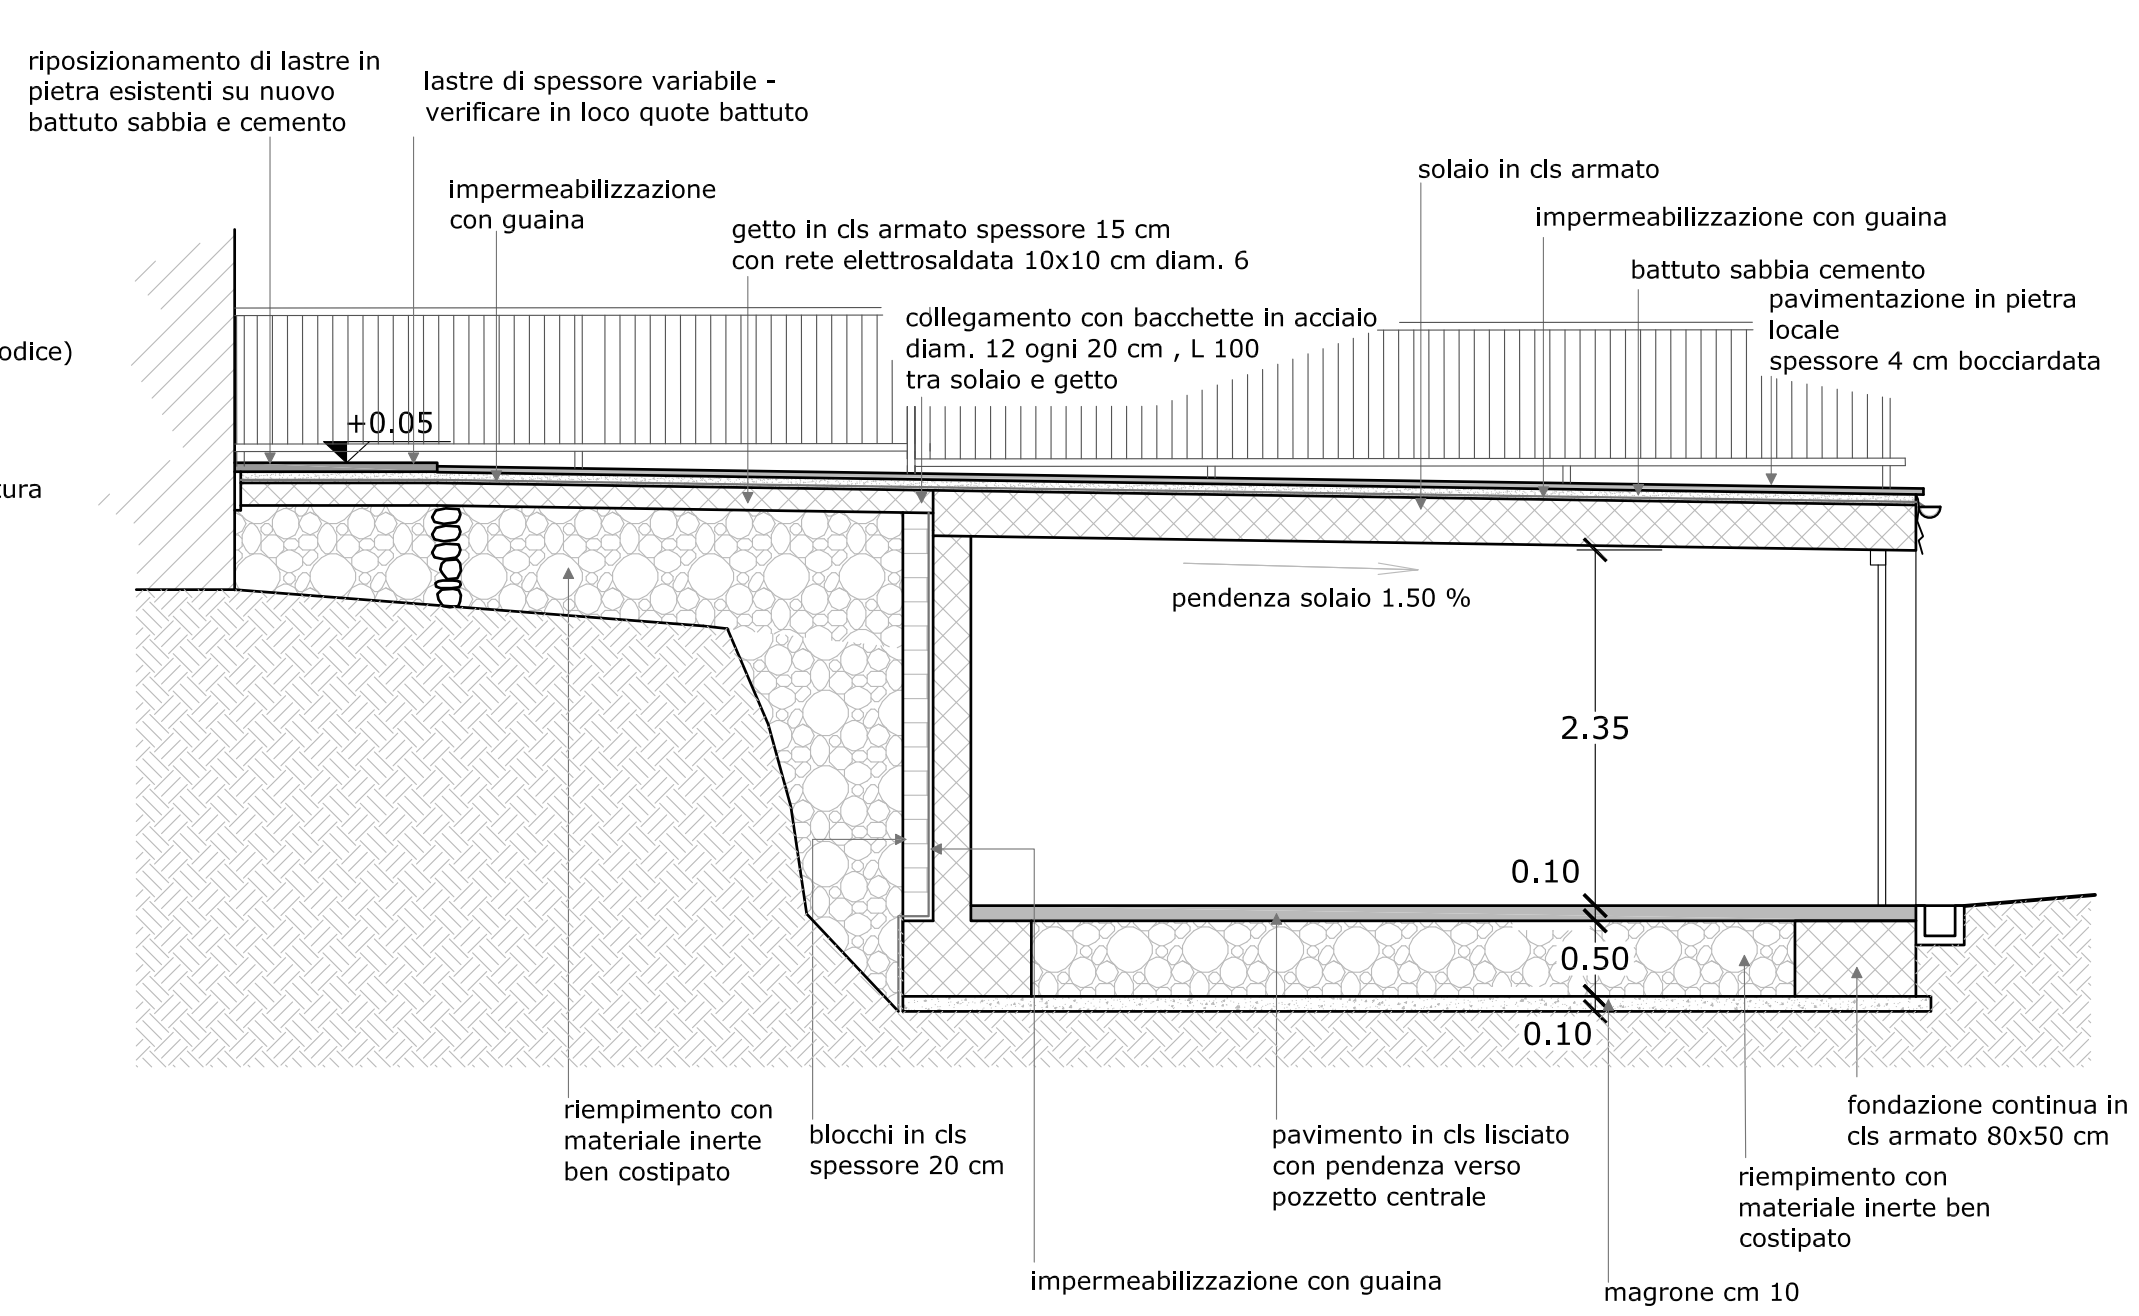 riposizionamento di lastre in
pietra esistenti su nuovo
battuto sabbia e cemento
lastre di spessore variabile -
verificare in loco quote battuto
impermeabilizzazione
con guaina
getto in cls armato spessore 15 cm
con rete elettrosaldata 10x10 cm diam. 6
collegamento con bacchette in acciaio
diam. 12 ogni 20 cm , L 100
tra solaio e getto
solaio in cls armato
impermeabilizzazione con guaina
battuto sabbia cemento
pavimentazione in pietra
locale
spessore 4 cm bocciardata
odice)
+0.05
tura
pendenza solaio 1.50 %
2.35
0.10
0.50
0.10
riempimento con
materiale inerte
ben costipato
blocchi in cls
spessore 20 cm
impermeabilizzazione con guaina
pavimento in cls lisciato
con pendenza verso
pozzetto centrale
magrone cm 10
riempimento con
materiale inerte ben
costipato
fondazione continua in
cls armato 80x50 cm